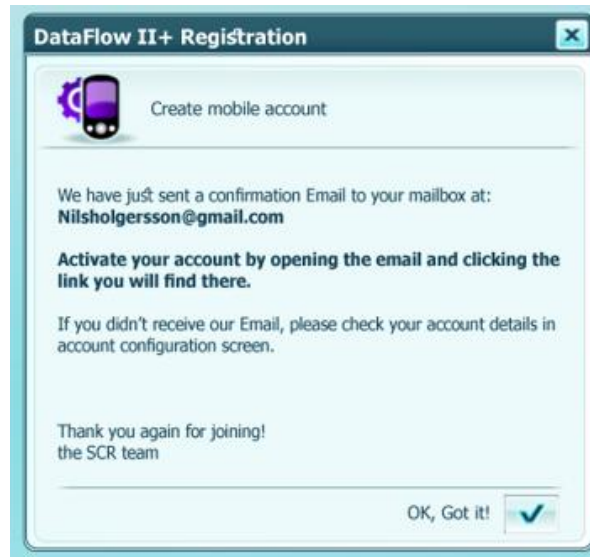 DataFlow II+ Registration
Create mobile account
We have just sent a confirmation Email to your mailbox at:
Nilsholgersson@gmail.com
Activate your account by opening the email and clicking the
link you will find there.
If you didn't receive our Email, please check your account details in
account configuration screen.
Thank you again for joining!
the SCR team
OK, Got it!